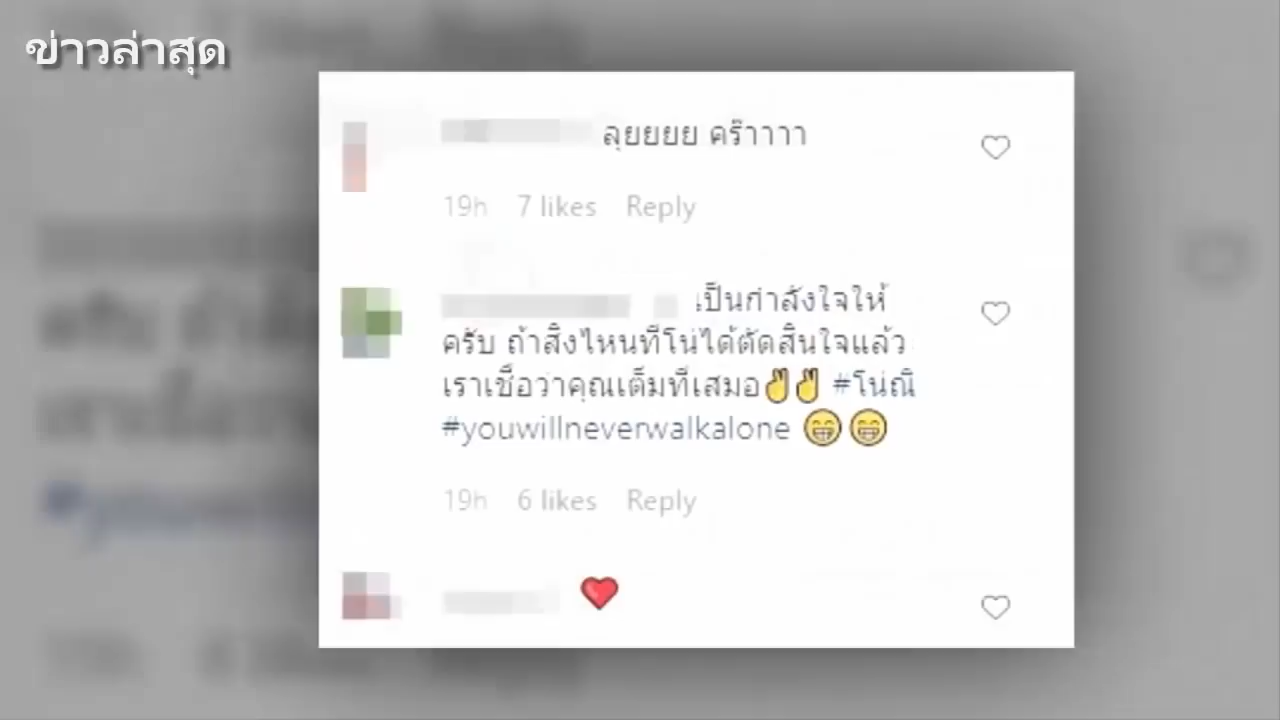 ข่าวล่าสุด
ลุยยยย คร๊าาาา
19h 7 likes Reply
เป็นกำลังใจให้
ครับ ถ้าสิ่งไหนที่โน่ได้ตัดสินใจแล้ว
เราเชื่อว่าคุณเต็มที่เสมอ✌✌ #โน่ณิ
#youwillneverwalkalone 😁😁
19h 6 likes Reply
❤